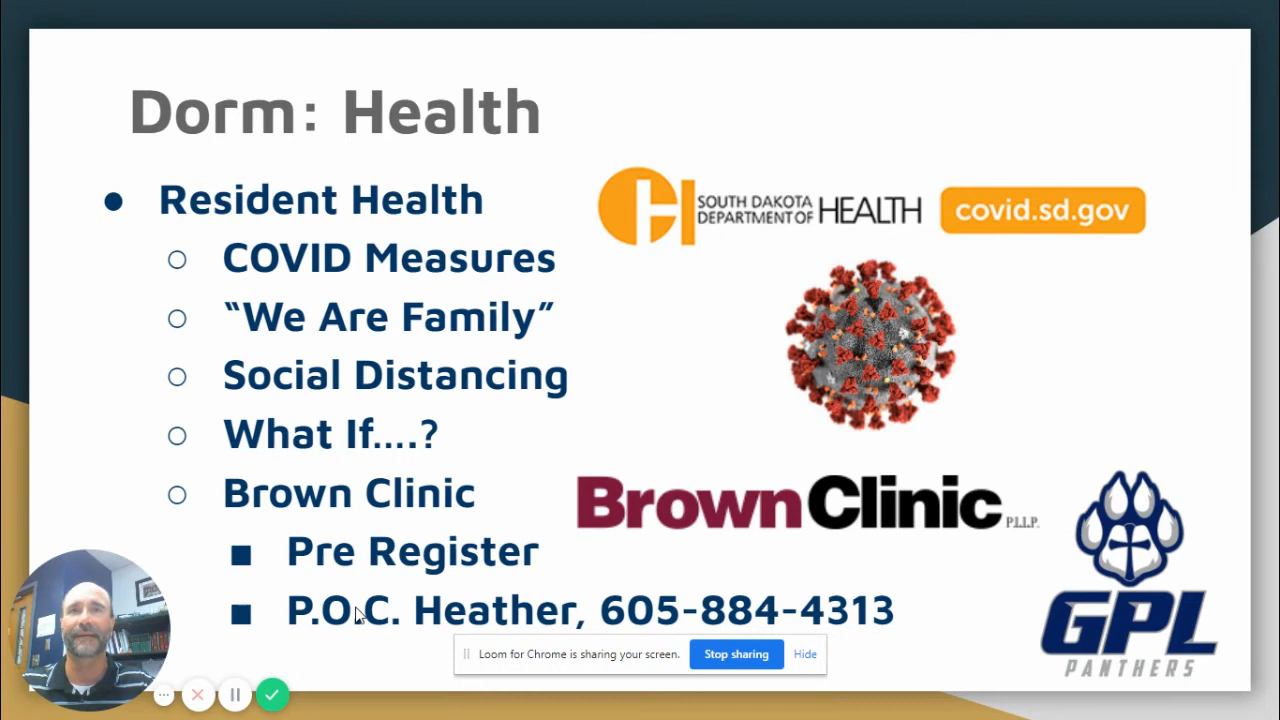 Dorm: Health
● Resident Health
○ COVID Measures
○ “We Are Family”
○ Social Distancing
○ What If....?
○ Brown Clinic
■ Pre Register
■ P.O.C. Heather, 605-884-4313
SOUTH DAKOTA
DEPARTMENT OF HEALTH
covid.sd.gov
BrownClinic P.L.L.P.
GPL
PANTHERS
Loom for Chrome is sharing your screen. Stop sharing Hide